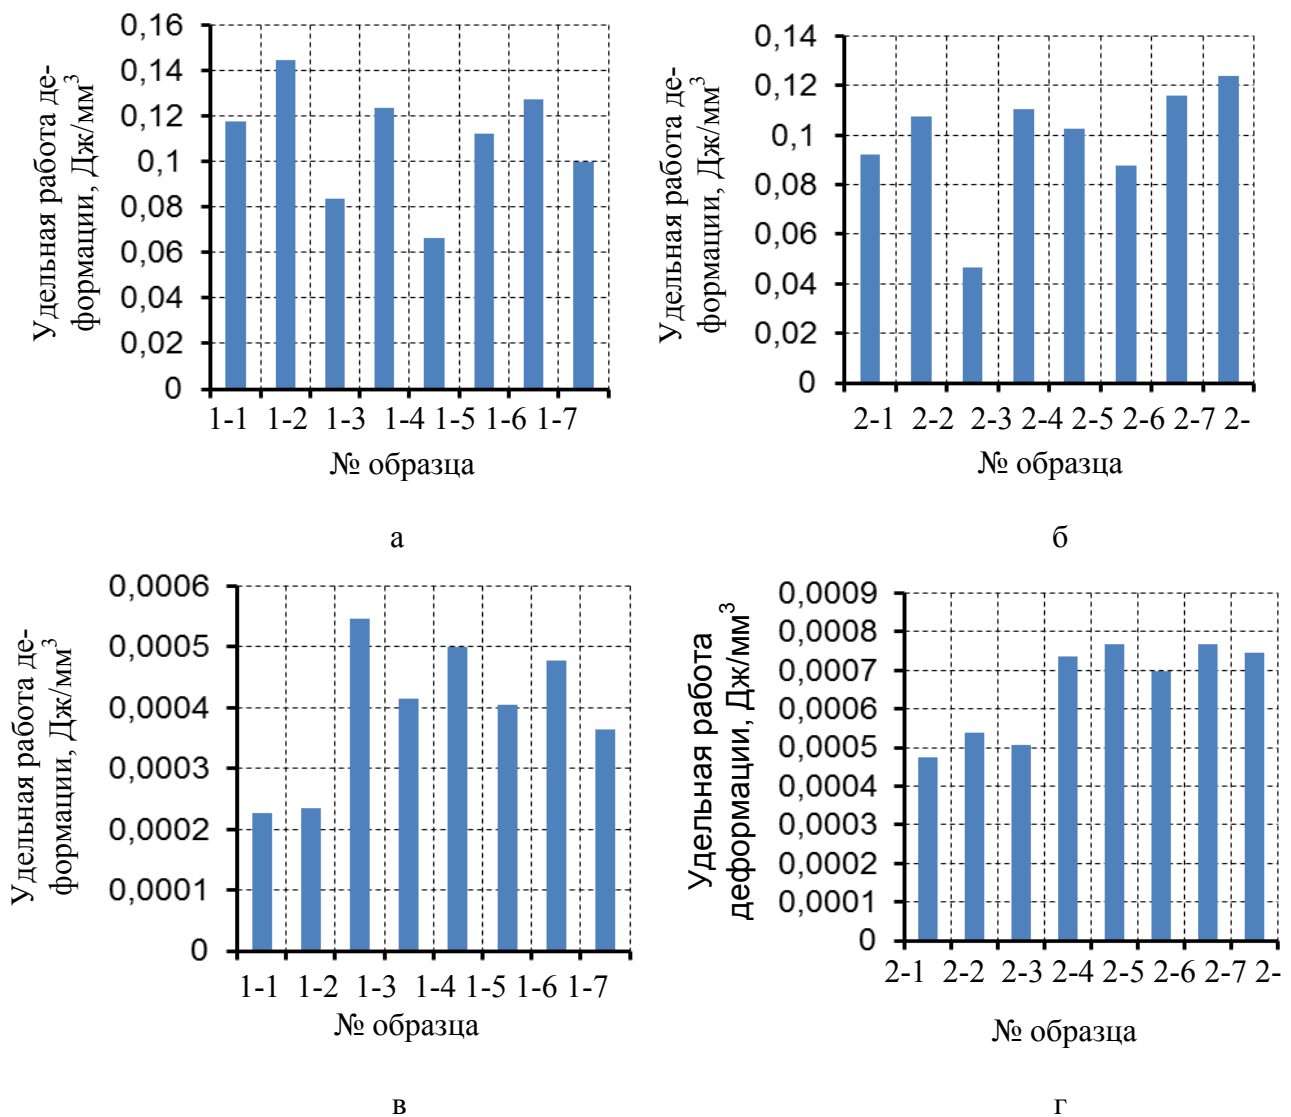 Удельная работа де-
формации, Дж/мм3
0,16
0,14
0,12
0,1
0,08
0,06
0,04
0,02
0
1-1 1-2 1-3 1-4 1-5 1-6 1-7
№ образца
а
Удельная работа де-
формации, Дж/мм3
0,14
0,12
0,1
0,08
0,06
0,04
0,02
0
2-1 2-2 2-3 2-4 2-5 2-6 2-7 2-
№ образца
б
Удельная работа де-
формации, Дж/мм3
0,0006
0,0005
0,0004
0,0003
0,0002
0,0001
0
1-1 1-2 1-3 1-4 1-5 1-6 1-7
№ образца
в
Удельная работа
деформации, Дж/мм3
0,0009
0,0008
0,0007
0,0006
0,0005
0,0004
0,0003
0,0002
0,0001
0
2-1 2-2 2-3 2-4 2-5 2-6 2-7 2-
№ образца
г